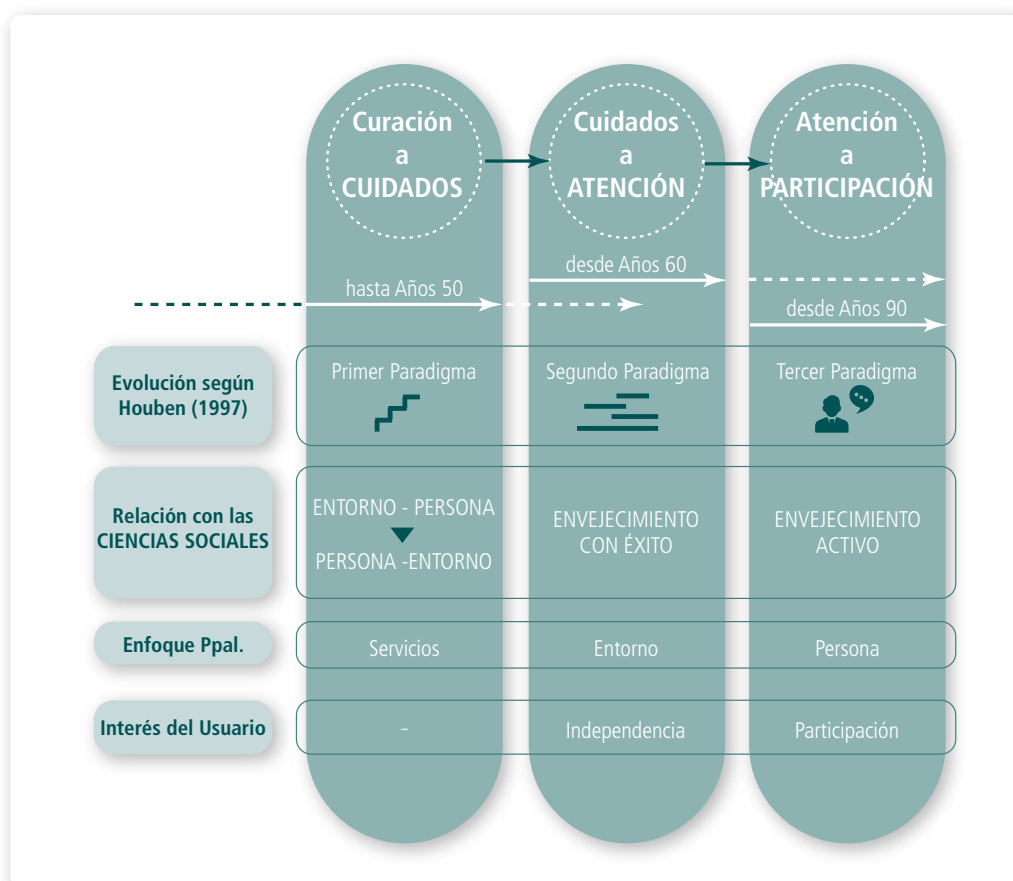 Curación
a
CUIDADOS
Cuidados
a
ATENCIÓN
Atención
a
PARTICIPACIÓN
hasta Años 50
desde Años 60
desde Años 90
Evolución según
Houben (1997)
Primer Paradigma
Segundo Paradigma
Tercer Paradigma
Relación con las
CIENCIAS SOCIALES
ENTORNO - PERSONA
PERSONA -ENTORNO
ENVEJECIMIENTO
CON ÉXITO
ENVEJECIMIENTO
ACTIVO
Enfoque Ppal.
Servicios
Entorno
Persona
Interés del Usuario
-
Independencia
Participación